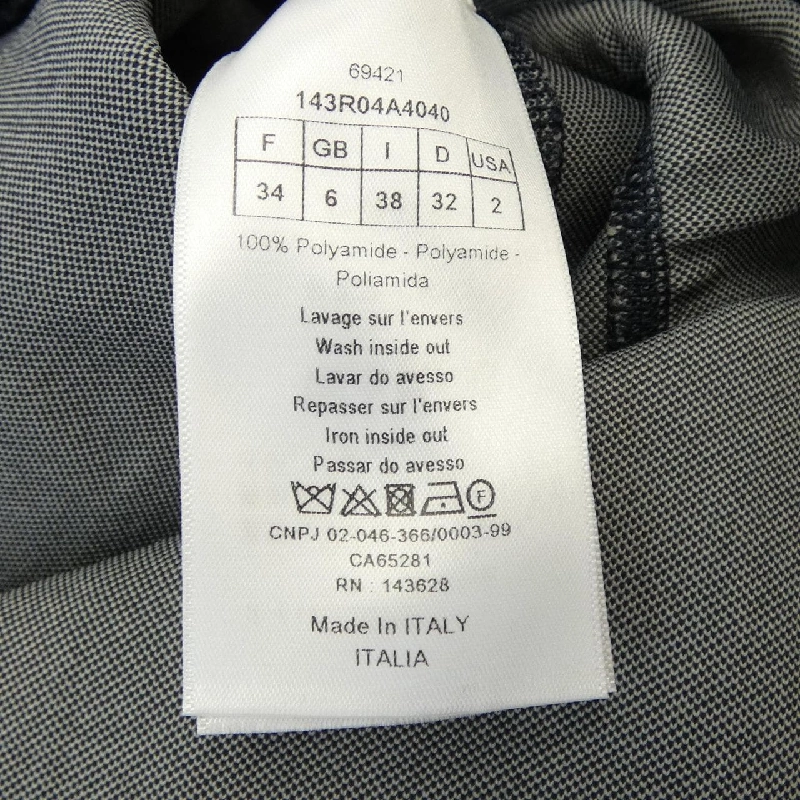 69421
143R04A4040
F GB I D USA
34 6 38 32 2
100% Polyamide - Polyamide -
Poliamida
Lavage sur l'envers
Wash inside out
Lavar do avesso
Repasser sur l'envers
Iron inside out
Passar do avesso
F
CNPJ 02-046-366/0003-99
CA65281
RN : 143628
Made In ITALY
ITALIA